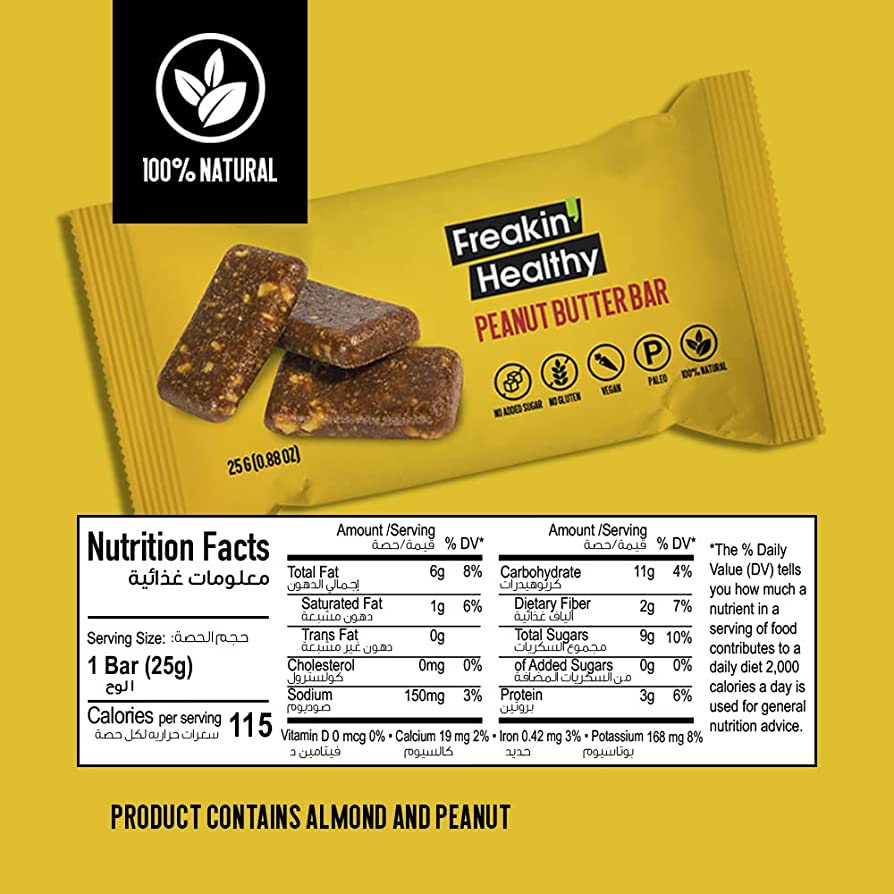 100% NATURAL
Freakin'
Healthy
PEANUT BUTTER BAR
NO ADDED SUGAR
NO GLUTEN
VEGAN
P
PALEO
100% NATURAL
25 G (0.88 OZ)
Nutrition Facts
معلومات غذائية
Serving Size: حجم الحصة:
1 Bar (25g)
الوح
Calories per serving 115
سعرات حراريه لكل حصة
Amount /Serving % DV*
قيمة/حصة
Total Fat 6g 8%
إجمالي الدهون
Saturated Fat 1g 6%
دهون مشبعة
Trans Fat 0g
دهون غير مشبعة
Cholesterol 0mg 0%
كولسترول
Sodium 150mg 3%
صوديوم
Amount /Serving % DV*
قيمة/حصة
Carbohydrate 11g 4%
كربوهيدرات
Dietary Fiber 2g 7%
ألياف غذائية
Total Sugars 9g 10%
مجموع السكريات
of Added Sugars 0g 0%
من السكريات المضافة
Protein 3g 6%
بروتين
Vitamin D 0 mcg 0% • Calcium 19 mg 2% • Iron 0.42 mg 3% • Potassium 168 mg 8%
فيتامين د كالسيوم حديد بوتاسيوم
*The % Daily
Value (DV) tells
you how much a
nutrient in a
serving of food
contributes to a
daily diet 2,000
calories a day is
used for general
nutrition advice.
PRODUCT CONTAINS ALMOND AND PEANUT